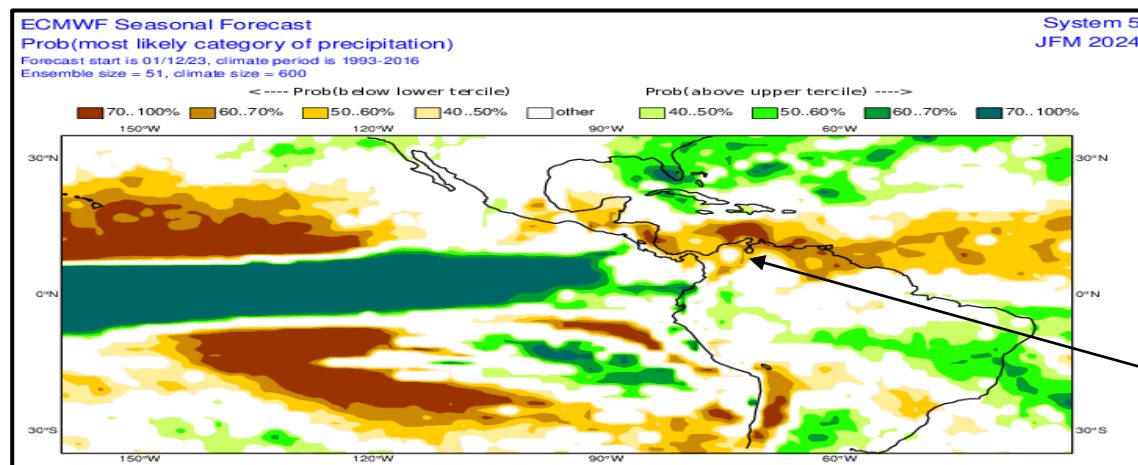 ECMWF Seasonal Forecast System 5
Prob(most likely category of precipitation) JFM 2024
Forecast start is 01/12/23, climate period is 1993-2016
Ensemble size = 51, climate size = 600
<---- Prob(below lower tercile) Prob(above upper tercile) ---->
70..100% 60..70% 50..60% 40..50% other 40..50% 50..60% 60..70% 70..100%
150°W 120°W 90°W 60°W
30°N 30°N
0°N 0°N
30°S 30°S
150°W 120°W 90°W 60°W